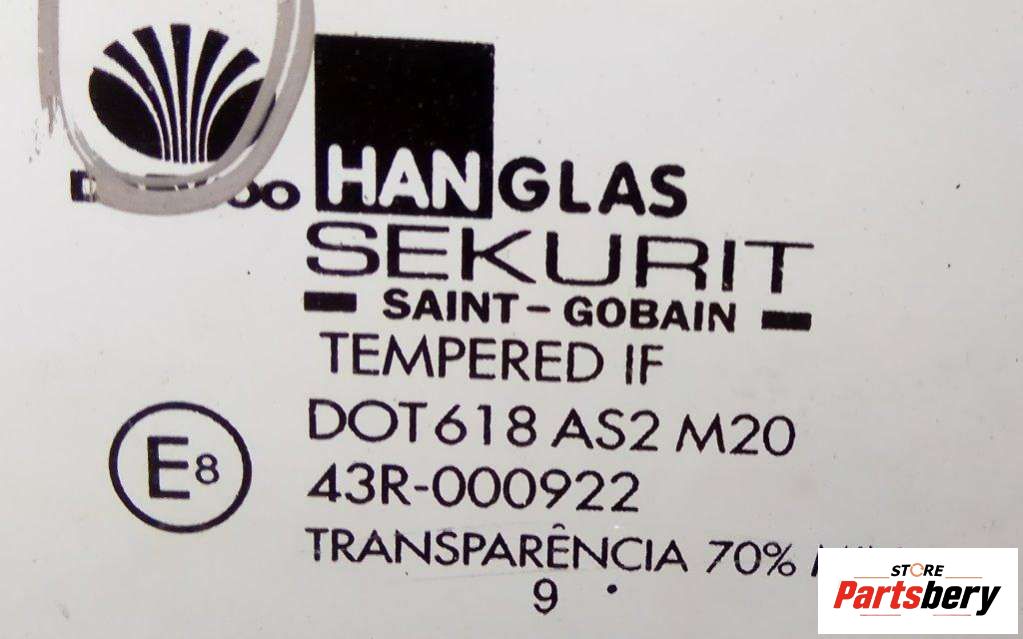 HANGLAS
SEKURIT
SAINT-GOBAIN
TEMPERED IF
DOT618 AS2 M20
E8
43R-000922
TRANSPARÊNCIA 70%
9 .
STORE
Partsbery